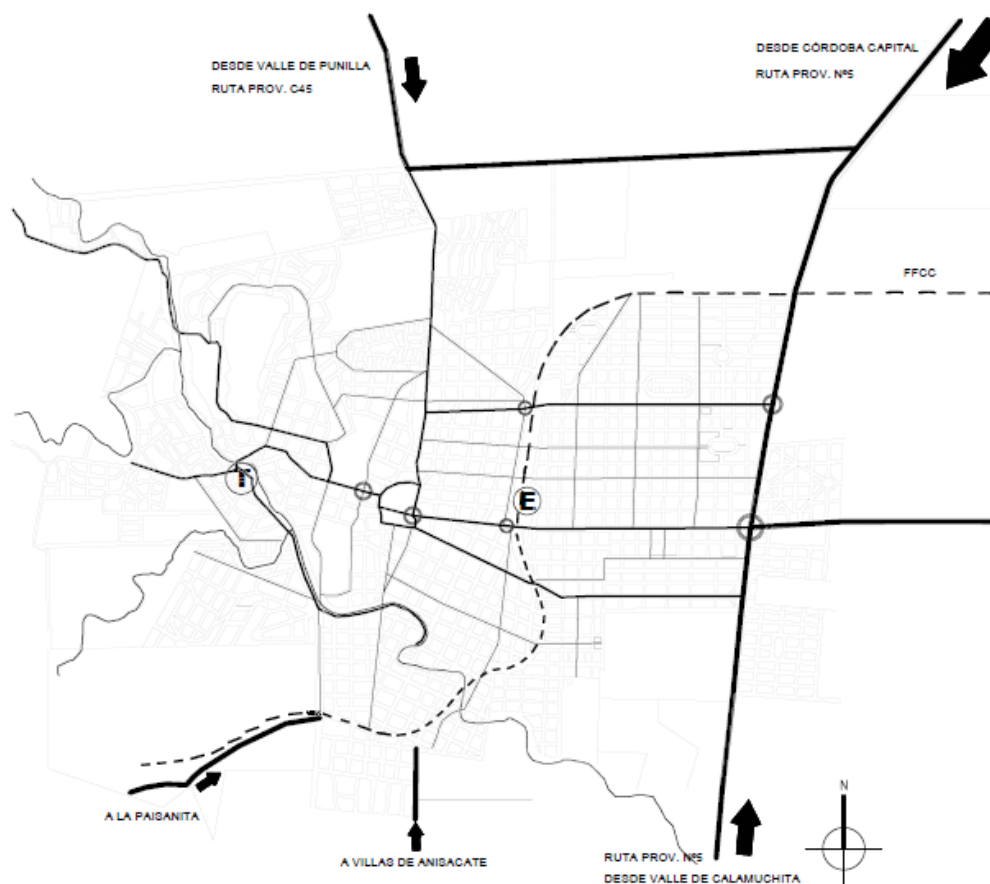 DESDE VALLE DE PUNILLA
RUTA PROV. C45
DESDE CÓRDOBA CAPITAL
RUTA PROV. Nº5
FFCC
T
E
N
A LA PAISANITA
A VILLAS DE ANISACATE
RUTA PROV. Nº5
DESDE VALLE DE CALAMUCHITA